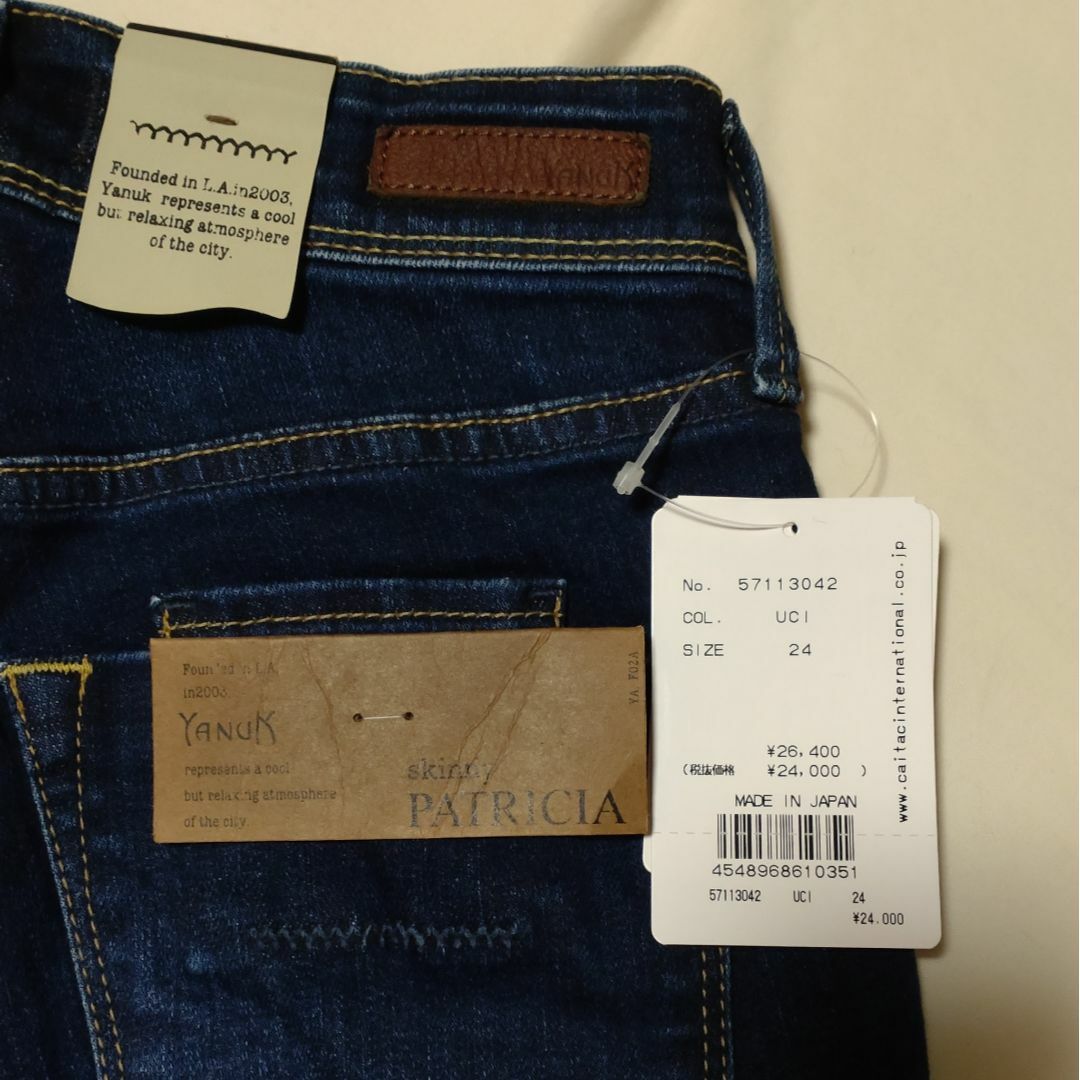 Founded in L.A.in2003,
Yanuk represents a cool
but relaxing atmosphere
of the city.
YANUK
Founded in L.A.
in2003.
YANUK
represents a cool
but relaxing atmosphere
of the city.
skinny
PATRICIA
YA F02A
No. 57113042
COL. UCI
SIZE 24
¥26,400
(税抜価格 ¥24,000 )
MADE IN JAPAN
4548968610351
57113042 UCI 24
¥24.000
www.caitacinternational.co.jp